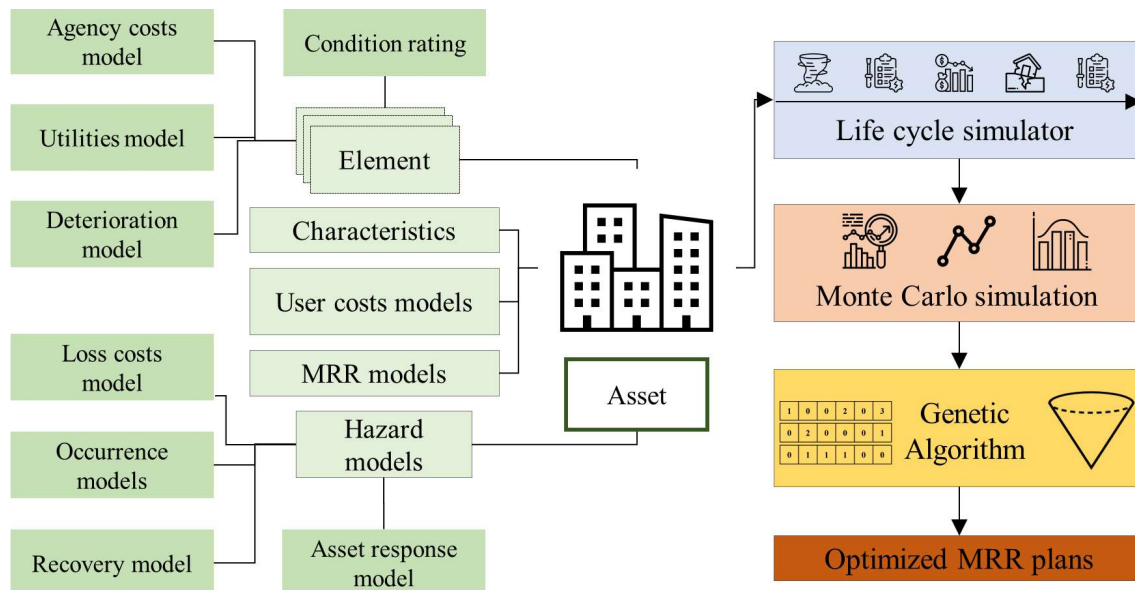 Agency costs
model
Condition rating
Utilities model
Element
Deterioration
model
Characteristics
User costs models
Loss costs
model
MRR models
Asset
Hazard
models
Occurrence
models
Recovery model
Asset response
model
Life cycle simulator
Monte Carlo simulation
1 0 0 2 0 3
0 2 0 0 0 1
0 1 1 1 0 0
Genetic
Algorithm
Optimized MRR plans